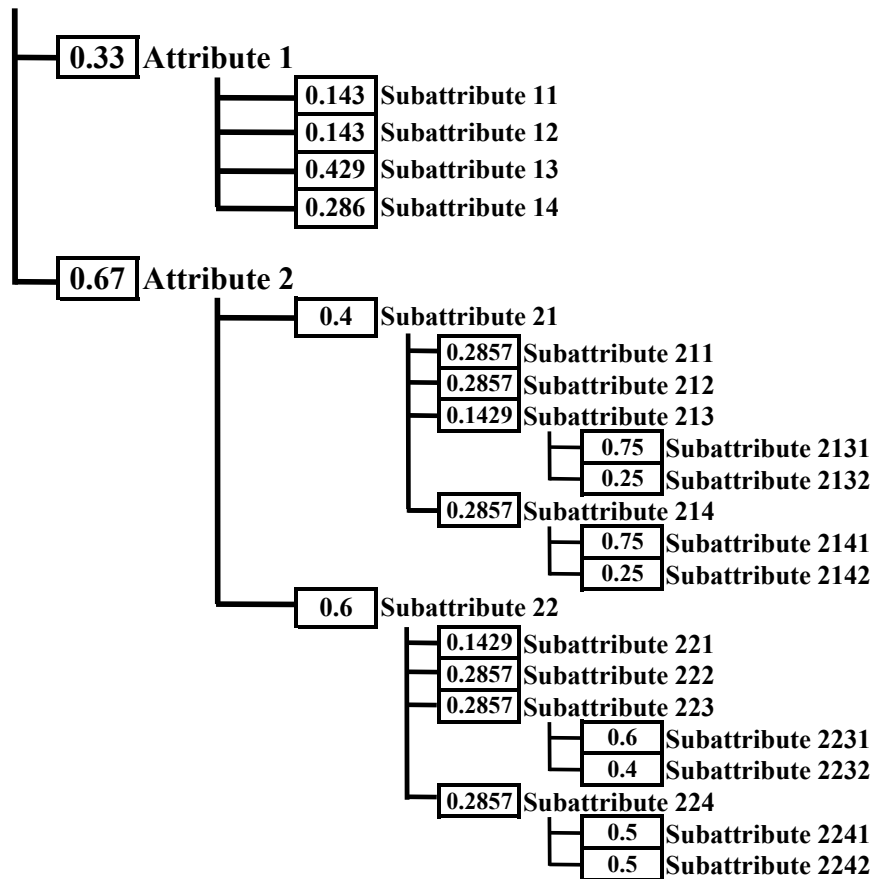 0.33 Attribute 1
0.143 Subattribute 11
0.143 Subattribute 12
0.429 Subattribute 13
0.286 Subattribute 14
0.67 Attribute 2
0.4 Subattribute 21
0.2857 Subattribute 211
0.2857 Subattribute 212
0.1429 Subattribute 213
0.75 Subattribute 2131
0.25 Subattribute 2132
0.2857 Subattribute 214
0.75 Subattribute 2141
0.25 Subattribute 2142
0.6 Subattribute 22
0.1429 Subattribute 221
0.2857 Subattribute 222
0.2857 Subattribute 223
0.6 Subattribute 2231
0.4 Subattribute 2232
0.2857 Subattribute 224
0.5 Subattribute 2241
0.5 Subattribute 2242